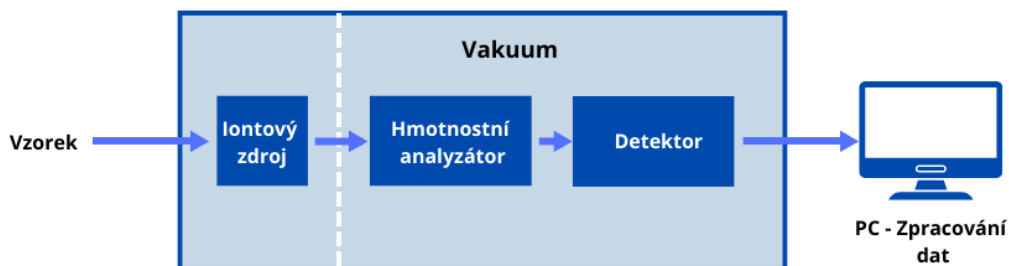 Vakuum
Vzorek
Iontový
zdroj
Hmotnostní
analyzátor
Detektor
PC - Zpracování
dat